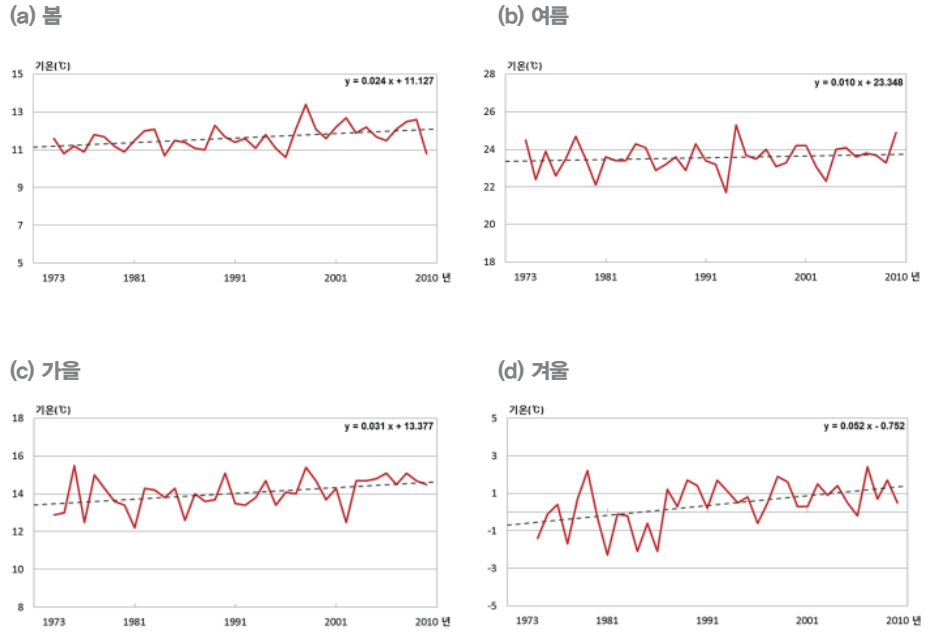 (a) 봄
기온(℃)
y = 0.024 x + 11.127
15
13
11
9
7
5
1973 1981 1991 2001 2010 년
(b) 여름
기온(℃)
y = 0.010 x + 23.348
28
26
24
22
20
18
1973 1981 1991 2001 2010 년
(c) 가을
기온(℃)
y = 0.031 x + 13.377
18
16
14
12
10
8
1973 1981 1991 2001 2010 년
(d) 겨울
기온(℃)
y = 0.052 x - 0.752
5
3
1
-1
-3
-5
1973 1981 1991 2001 2010 년